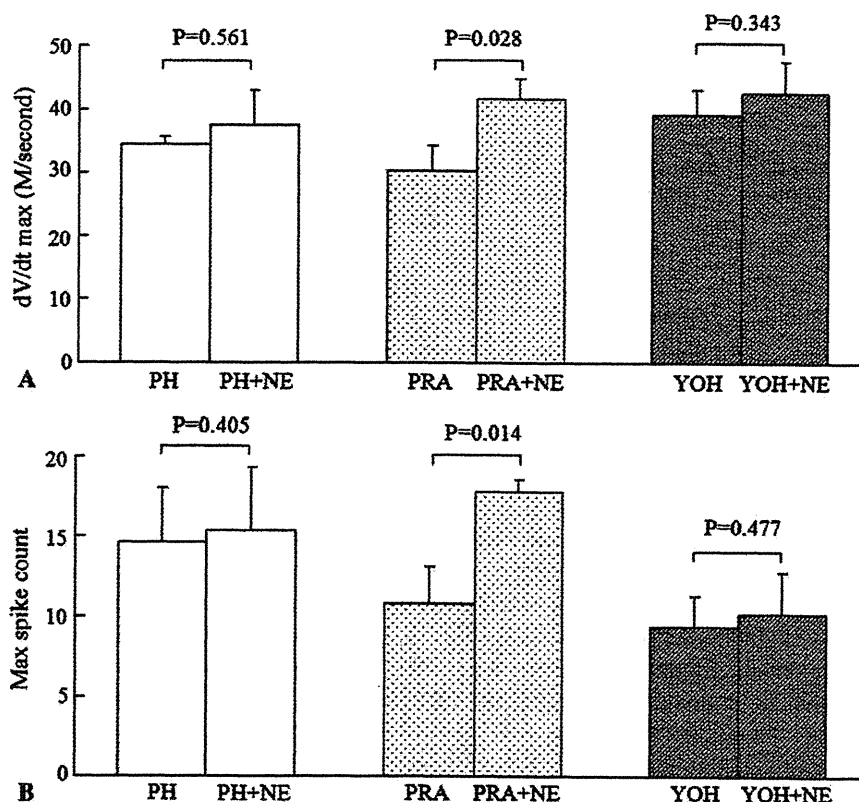 P=0.561 P=0.028 P=0.343
dV/dt max (M/second)
50
40
30
20
10
0
A
PH PH+NE PRA PRA+NE YOH YOH+NE
P=0.405 P=0.014 P=0.477
Max spike count
20
15
10
5
0
B
PH PH+NE PRA PRA+NE YOH YOH+NE